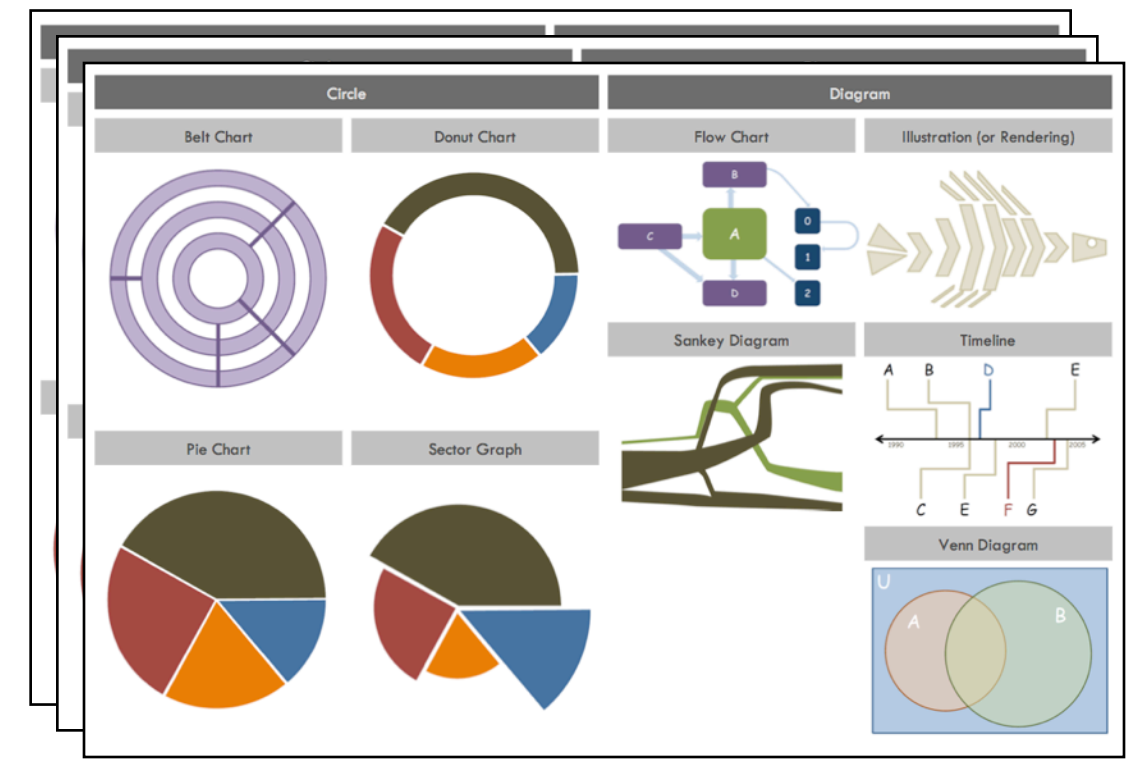 Circle
Diagram
Belt Chart
Donut Chart
Flow Chart
Illustration (or Rendering)
B
C
A
D
0
1
2
Sankey Diagram
Timeline
A B D E
1990 1995 2000 2005
C E F G
Pie Chart
Sector Graph
Venn Diagram
U
A
B